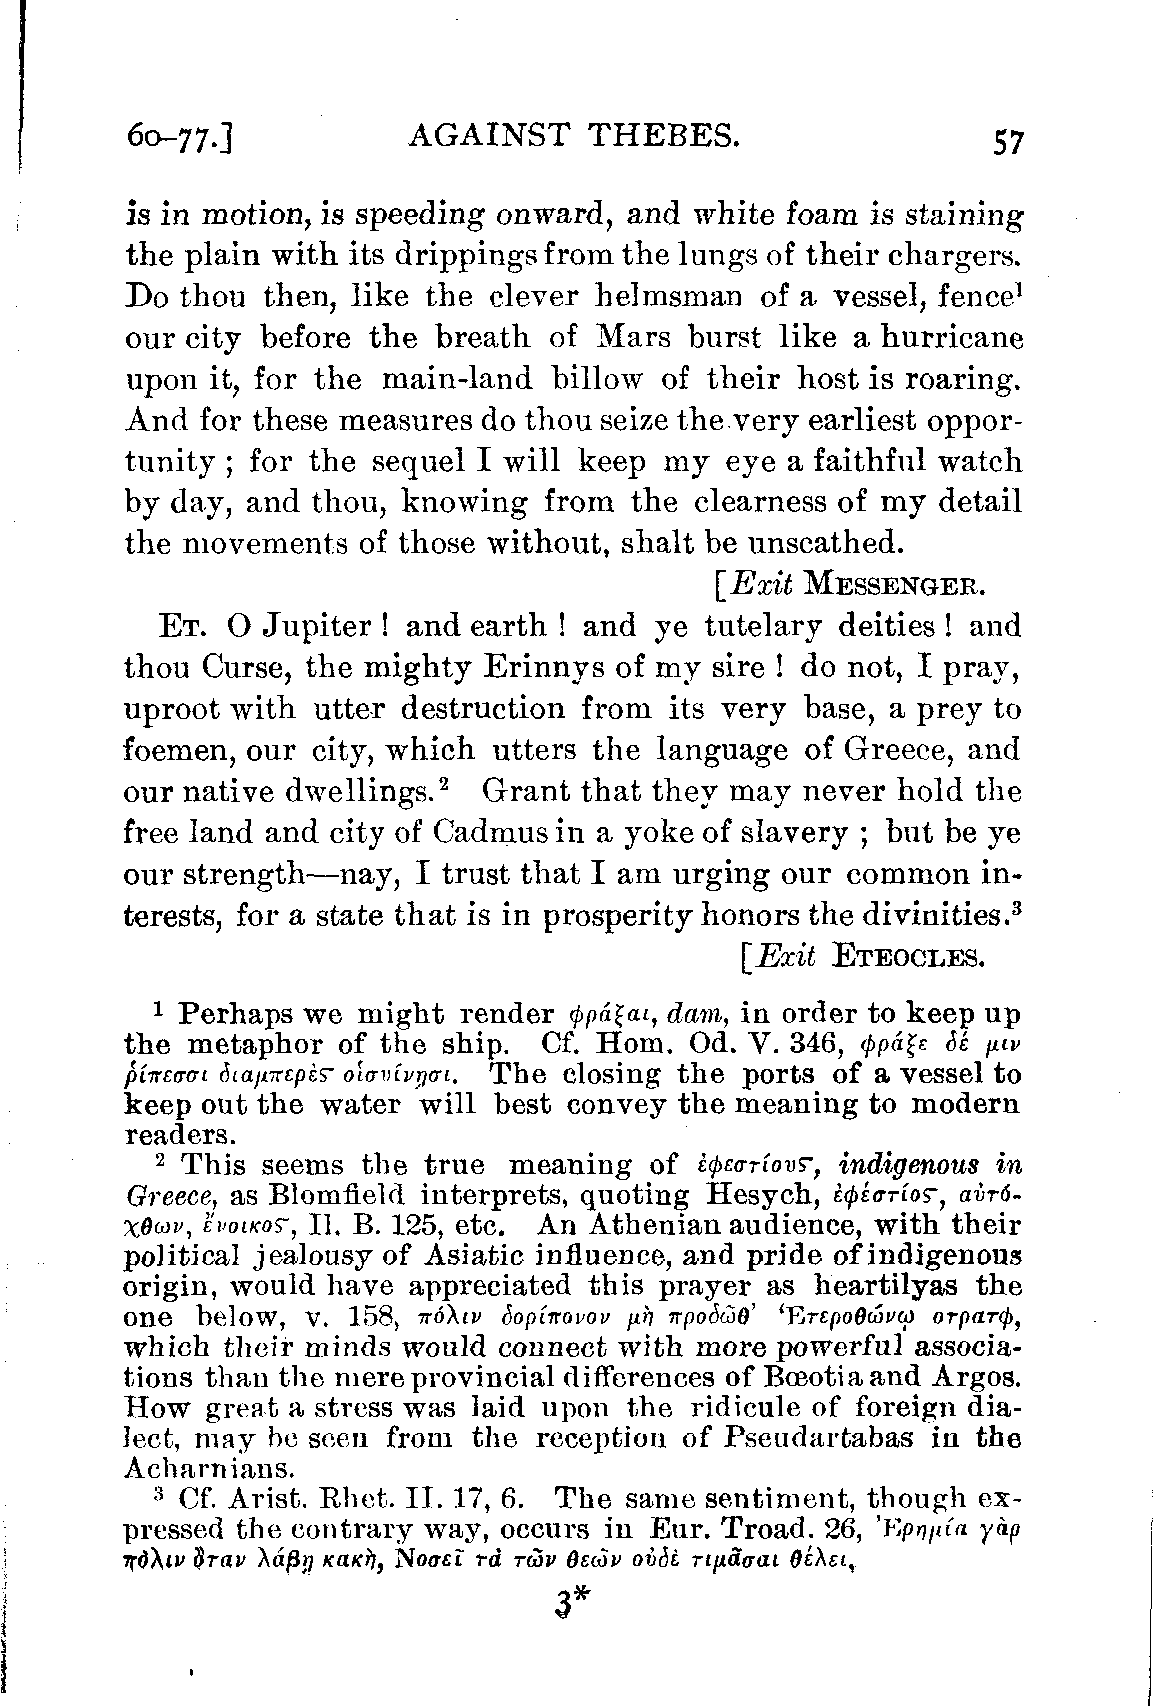 60–77.] AGAINST THEBES. 57
is in motion, is speeding onward, and white foam is staining
the plain with its drippings from the lungs of their chargers.
Do thou then, like the clever helmsman of a vessel, fence¹
our city before the breath of Mars burst like a hurricane
upon it, for the main-land billow of their host is roaring.
And for these measures do thou seize the very earliest oppor-
tunity ; for the sequel I will keep my eye a faithful watch
by day, and thou, knowing from the clearness of my detail
the movements of those without, shalt be unscathed.
[Exit MESSENGER.
ET. O Jupiter ! and earth ! and ye tutelary deities ! and
thou Curse, the mighty Erinnys of my sire ! do not, I pray,
uproot with utter destruction from its very base, a prey to
foemen, our city, which utters the language of Greece, and
our native dwellings.² Grant that they may never hold the
free land and city of Cadmus in a yoke of slavery ; but be ye
our strength—nay, I trust that I am urging our common in-
terests, for a state that is in prosperity honors the divinities.³
[Exit ETEOCLES.
¹ Perhaps we might render φράξαι, dam, in order to keep up
the metaphor of the ship. Cf. Hom. Od. V. 346, φράξε δέ μιν
ῥίπεσσι διαμπερὲς οἰσυίνῃσι. The closing the ports of a vessel to
keep out the water will best convey the meaning to modern
readers.
² This seems the true meaning of ἐφεστίους, indigenous in
Greece, as Blomfield interprets, quoting Hesych, ἐφέστίος, αὐτό-
χθων, ἔνοικος, Il. B. 125, etc. An Athenian audience, with their
political jealousy of Asiatic influence, and pride of indigenous
origin, would have appreciated this prayer as heartily as the
one below, v. 158, πόλιν δορίπονον μὴ προδῶθ’ ‘Ετεροθώνῳ στρατῷ,
which their minds would connect with more powerful associa-
tions than the mere provincial differences of Bœotia and Argos.
How great a stress was laid upon the ridicule of foreign dia-
lect, may be seen from the reception of Pseudartabas in the
Acharnians.
³ Cf. Arist. Rhet. II. 17, 6. The same sentiment, though ex-
pressed the contrary way, occurs in Eur. Troad. 26, Ἐρημία γὰρ
πόλιν ὅταν λάβῃ κακὴ, Νοσεῖ τὰ τῶν θεῶν οὐδὲ τιμᾶσαι θέλει,
3*